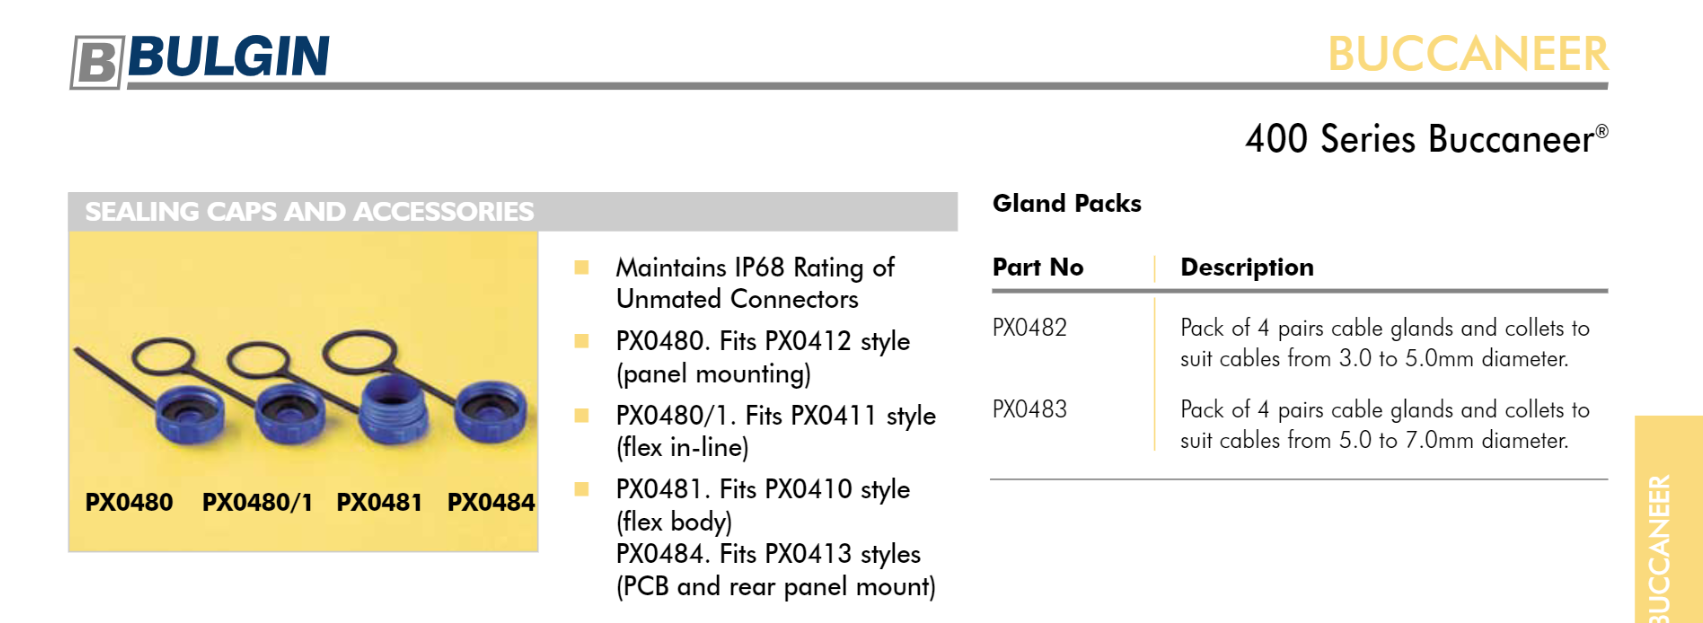 B BULGIN
BUCCANEER
400 Series Buccaneer®
SEALING CAPS AND ACCESSORIES
PX0480 PX0480/1 PX0481 PX0484
Maintains IP68 Rating of
Unmated Connectors
PX0480. Fits PX0412 style
(panel mounting)
PX0480/1. Fits PX0411 style
(flex in-line)
PX0481. Fits PX0410 style
(flex body)
PX0484. Fits PX0413 styles
(PCB and rear panel mount)
Gland Packs
Part No Description
PX0482 Pack of 4 pairs cable glands and collets to
suit cables from 3.0 to 5.0mm diameter.
PX0483 Pack of 4 pairs cable glands and collets to
suit cables from 5.0 to 7.0mm diameter.
BUCCANEER